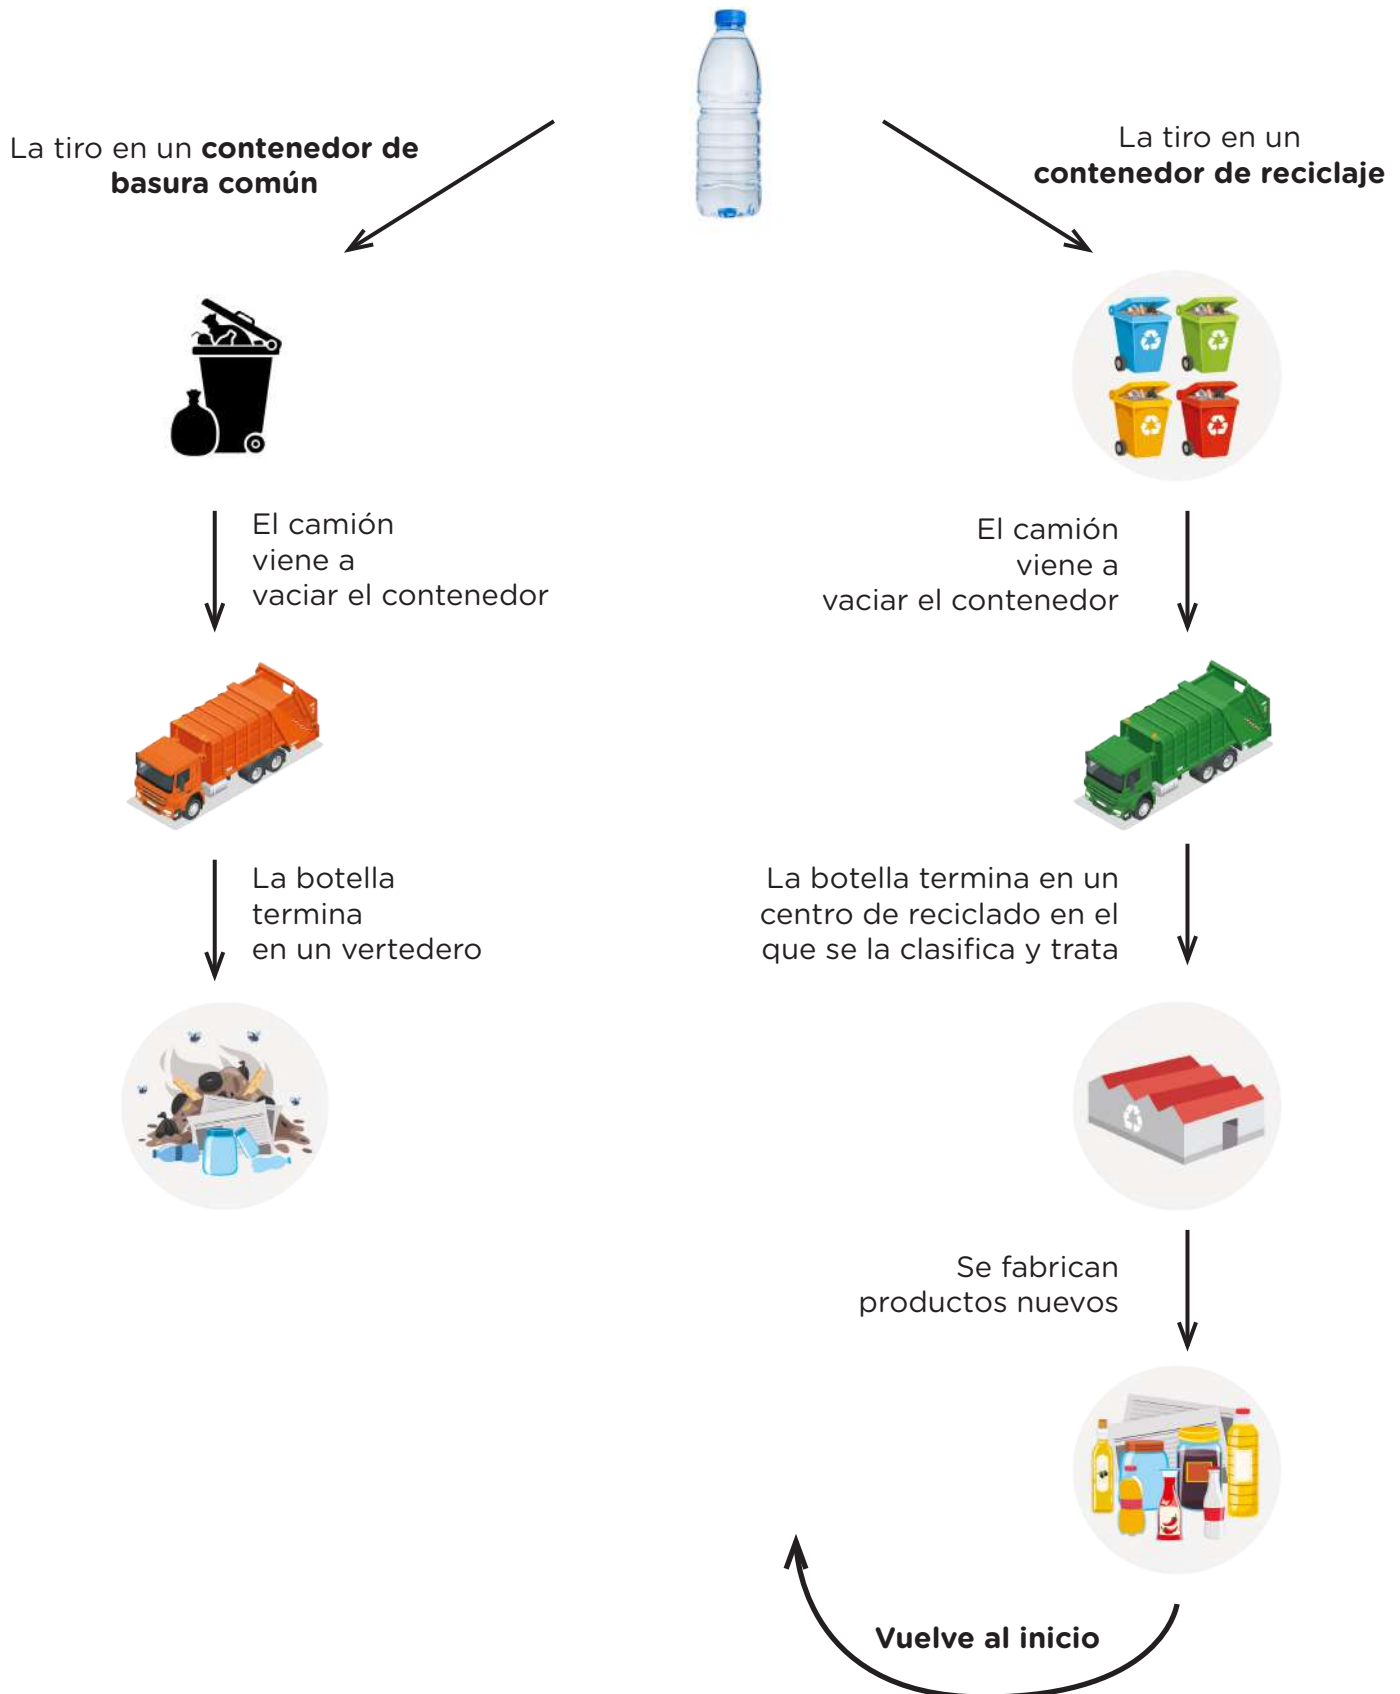 La tiro en un contenedor de
basura común
La tiro en un
contenedor de reciclaje
El camión
viene a
vaciar el contenedor
El camión
viene a
vaciar el contenedor
La botella
termina
en un vertedero
La botella termina en un
centro de reciclado en el
que se la clasifica y trata
Se fabrican
productos nuevos
Vuelve al inicio